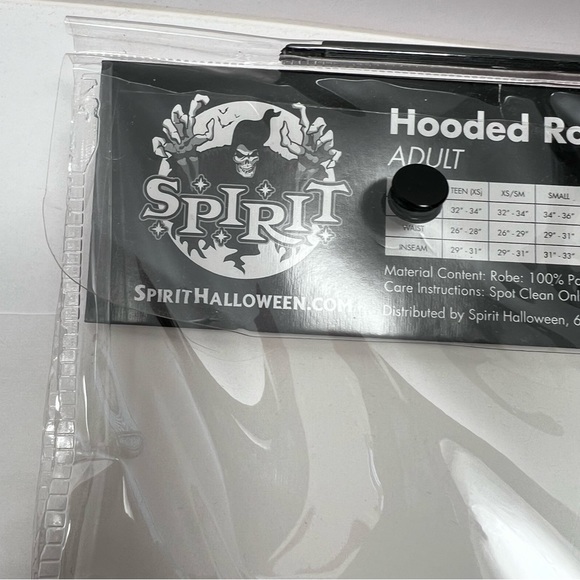 SPIRIT
SPIRITHALLOWEEN.COM
Hooded Ro
ADULT
TEEN (XS) XS/SM SMALL
32" - 34" 32" - 34" 34" - 36"
WAIST 26" - 28" 26" - 29" 29" - 31"
INSEAM 29" - 31" 29" - 31" 31" - 33"
Material Content: Robe: 100% Po
Care Instructions: Spot Clean Onl
Distributed by Spirit Halloween, 6